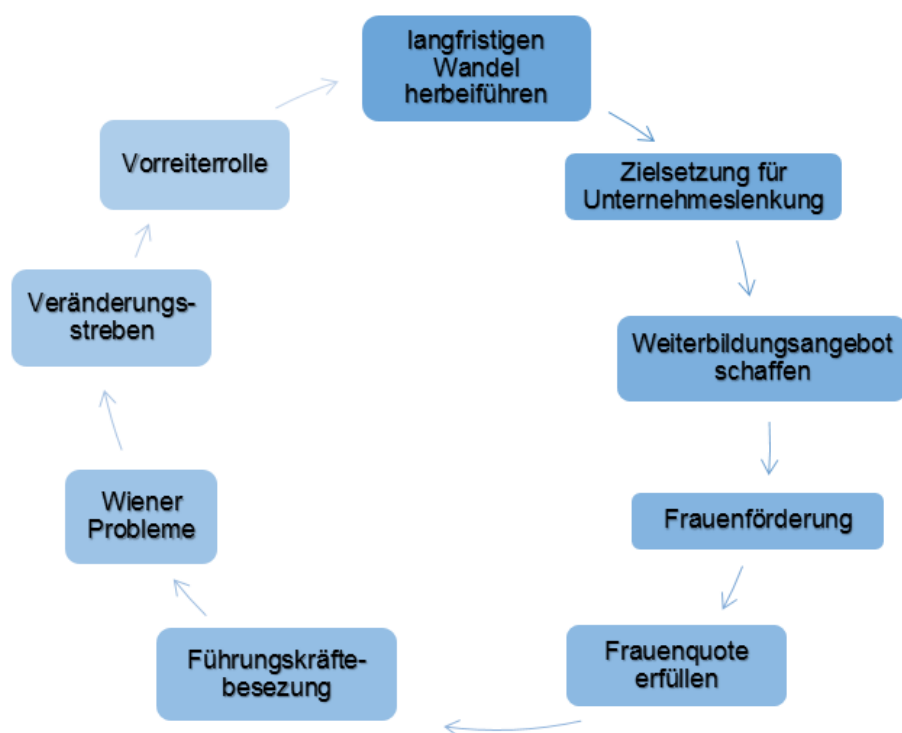 langfristigen
Wandel
herbeiführen
Zielsetzung für
Unternehmeslenkung
Weiterbildungsangebot
schaffen
Frauenförderung
Frauenquote
erfüllen
Führungskräfte-
besezung
Wiener
Probleme
Veränderungs-
streben
Vorreiterrolle